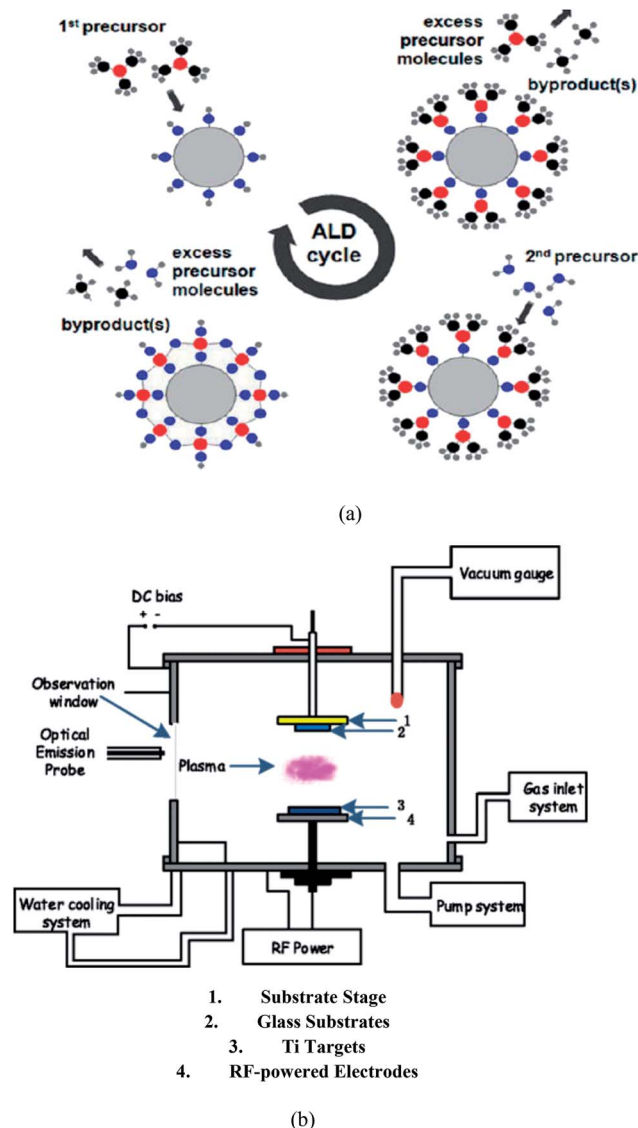 1st precursor
excess
precursor
molecules
byproduct(s)
ALD
cycle
excess
precursor
molecules
byproduct(s)
2nd precursor
(a)
Vacuum gauge
DC bias
+ -
Observation
window
Optical
Emission
Probe
Plasma
1
2
3
4
Gas inlet
system
Water cooling
system
RF Power
Pump system
1. Substrate Stage
2. Glass Substrates
3. Ti Targets
4. RF-powered Electrodes
(b)